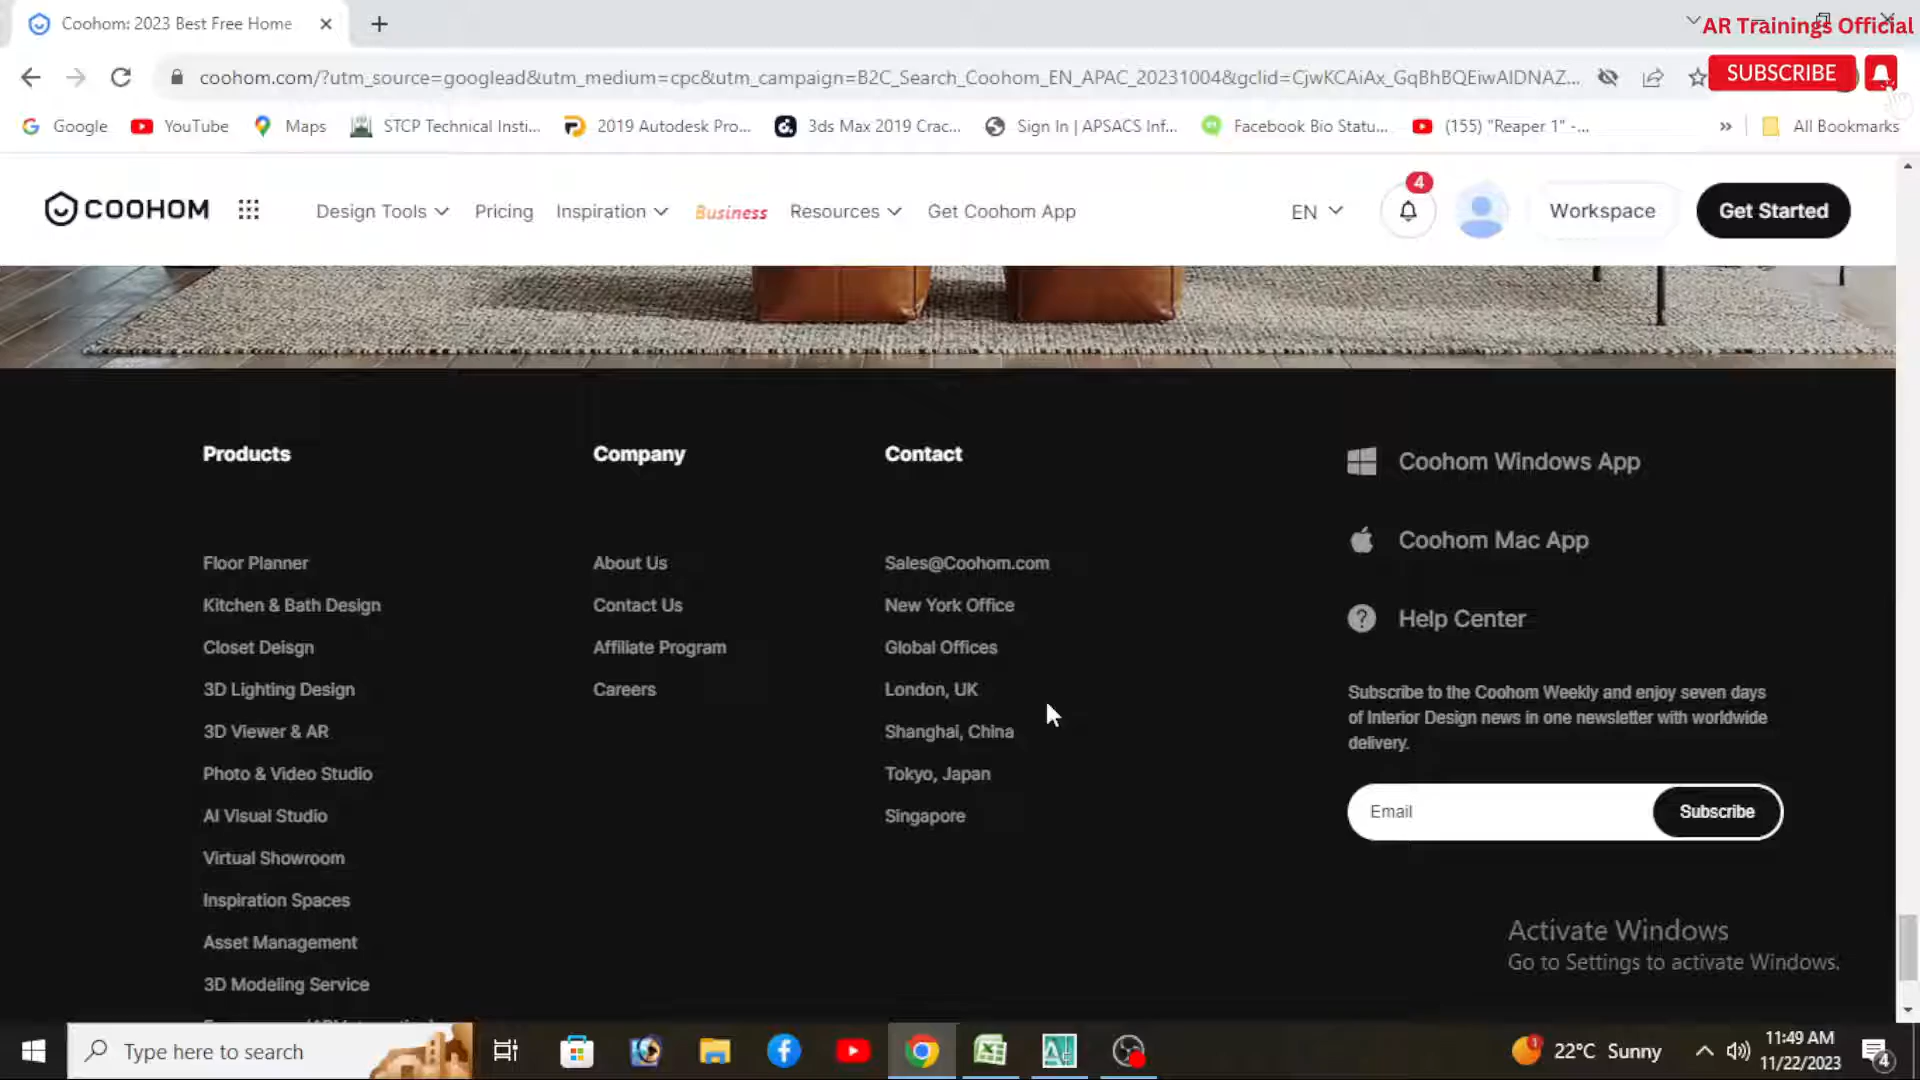 Coohom: 2023 Best Free Home
AR Trainings Official
coohom.com/?utm_source=googlead&utm_medium=cpc&utm_campaign=B2C_Search_Coohom_EN_APAC_20231004&gclid=CjwKCAiAx_GqBhBQEiwAlDNAZ...
SUBSCRIBE
Google
YouTube
Maps
STCP Technical Insti...
2019 Autodesk Pro...
3ds Max 2019 Crac...
Sign In | APSACS Inf...
Facebook Bio Statu...
(155) "Reaper 1" -...
»
All Bookmarks
COOHOM
Design Tools
Pricing
Inspiration
Business
Resources
Get Coohom App
EN
4
Workspace
Get Started
Products
Floor Planner
Kitchen & Bath Design
Closet Deisgn
3D Lighting Design
3D Viewer & AR
Photo & Video Studio
AI Visual Studio
Virtual Showroom
Inspiration Spaces
Asset Management
3D Modeling Service
Company
About Us
Contact Us
Affiliate Program
Careers
Contact
Sales@Coohom.com
New York Office
Global Offices
London, UK
Shanghai, China
Tokyo, Japan
Singapore
Coohom Windows App
Coohom Mac App
Help Center
Subscribe to the Coohom Weekly and enjoy seven days
of Interior Design news in one newsletter with worldwide
delivery.
Email
Subscribe
Activate Windows
Go to Settings to activate Windows.
Type here to search
1
22°C Sunny
11:49 AM
11/22/2023
4